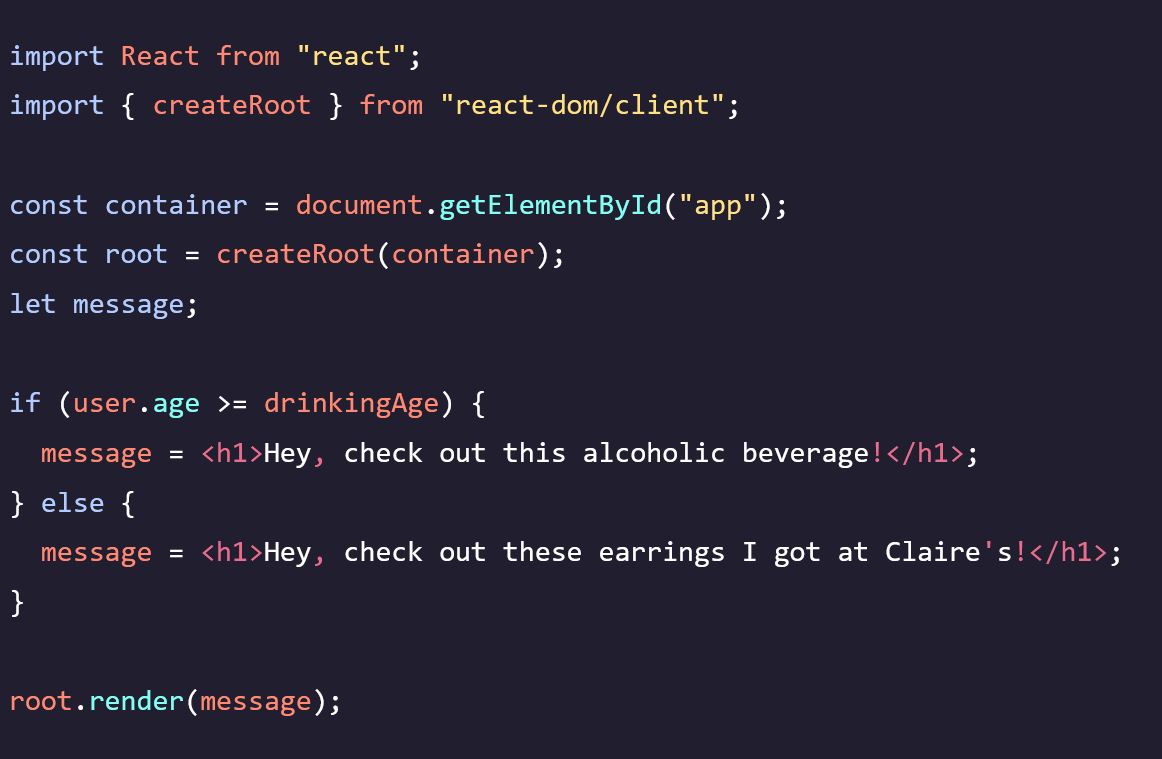 import React from "react";
import { createRoot } from "react-dom/client";

const container = document.getElementById("app");
const root = createRoot(container);
let message;

if (user.age >= drinkingAge) {
  message = <h1>Hey, check out this alcoholic beverage!</h1>;
} else {
  message = <h1>Hey, check out these earrings I got at Claire's!</h1>;
}

root.render(message);